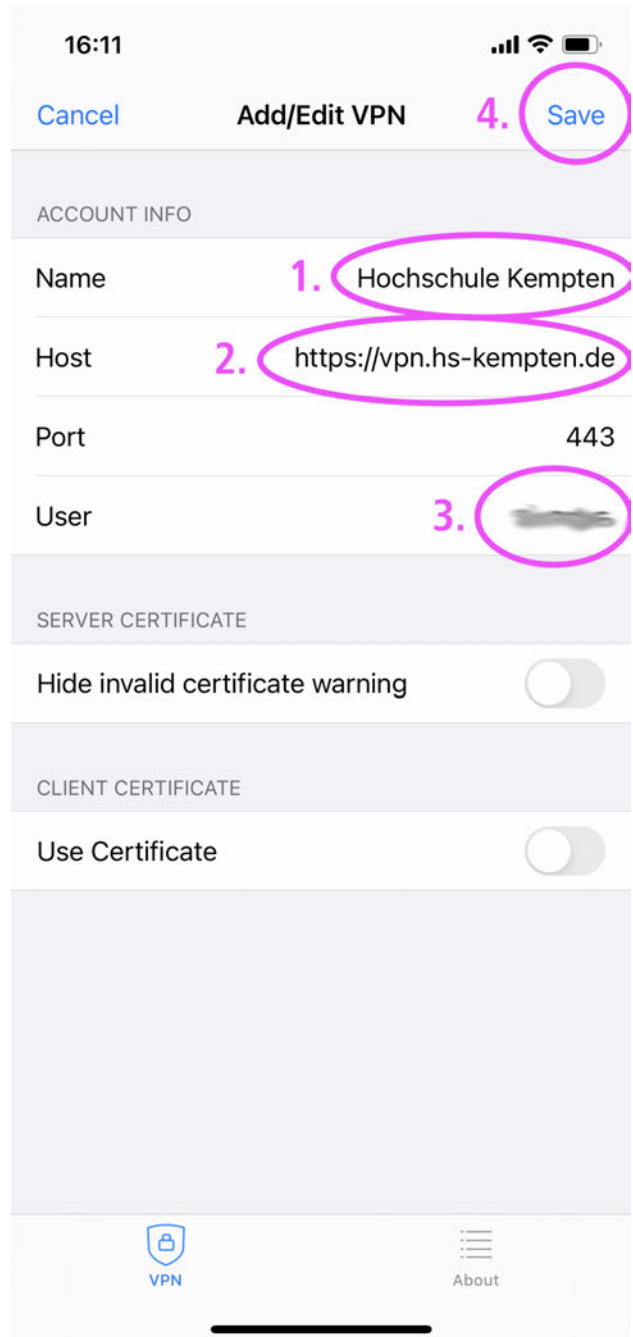 16:11
Cancel Add/Edit VPN 4. Save
ACCOUNT INFO
Name 1. Hochschule Kempten
Host 2. https://vpn.hs-kempten.de
Port 443
User 3.
SERVER CERTIFICATE
Hide invalid certificate warning
CLIENT CERTIFICATE
Use Certificate
VPN About